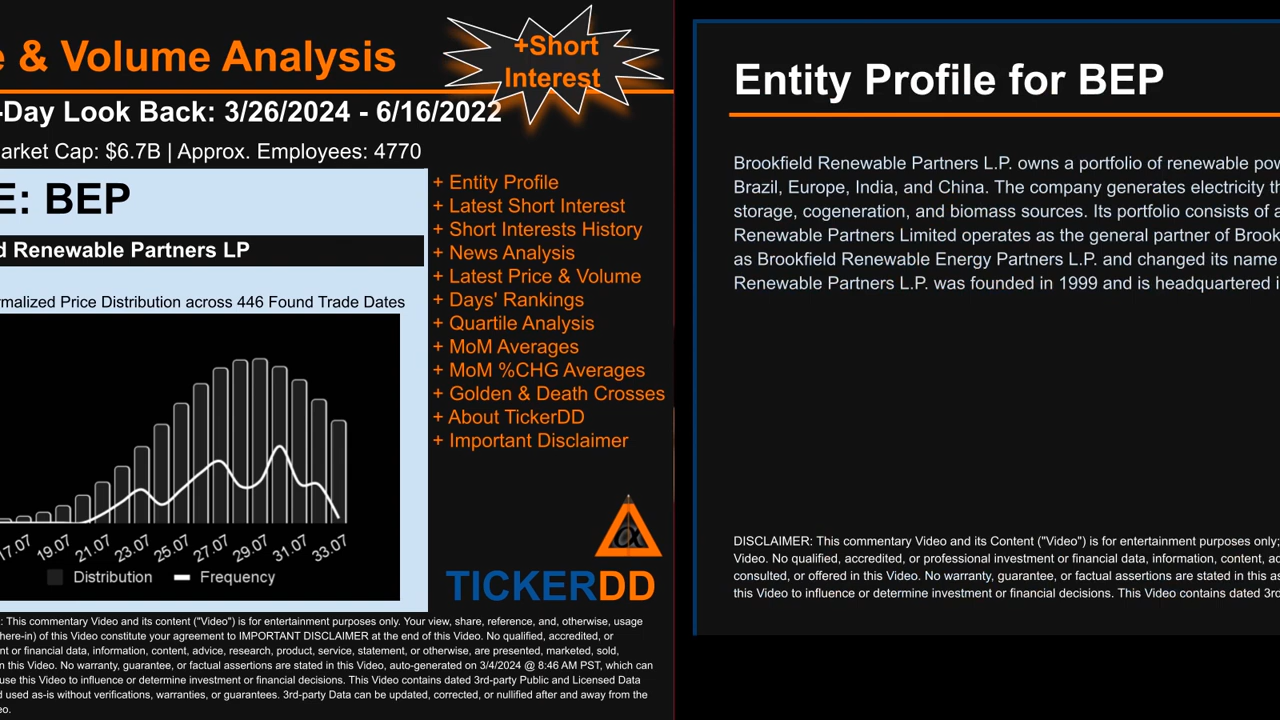 e & Volume Analysis
+Short
Interest
-Day Look Back: 3/26/2024 - 6/16/2022
arket Cap: $6.7B | Approx. Employees: 4770
E: BEP
d Renewable Partners LP
rmalized Price Distribution across 446 Found Trade Dates
17.07 19.07 21.07 23.07 25.07 27.07 29.07 31.07 33.07
Distribution Frequency
+ Entity Profile
+ Latest Short Interest
+ Short Interests History
+ News Analysis
+ Latest Price & Volume
+ Days' Rankings
+ Quartile Analysis
+ MoM Averages
+ MoM %CHG Averages
+ Golden & Death Crosses
+ About TickerDD
+ Important Disclaimer
TICKERDD
: This commentary Video and its content ("Video") is for entertainment purposes only. Your view, share, reference, and, otherwise, usage
here-in) of this Video constitute your agreement to IMPORTANT DISCLAIMER at the end of this Video. No qualified, accredited, or
nt or financial data, information, content, advice, research, product, service, statement, or otherwise, are presented, marketed, sold,
n this Video. No warranty, guarantee, or factual assertions are stated in this Video, auto-generated on 3/4/2024 @ 8:46 AM PST, which can
use this Video to influence or determine investment or financial decisions. This Video contains dated 3rd-party Public and Licensed Data
d used as-is without verifications, warranties, or guarantees. 3rd-party Data can be updated, corrected, or nullified after and away from the
eo.
Entity Profile for BEP
Brookfield Renewable Partners L.P. owns a portfolio of renewable pow
Brazil, Europe, India, and China. The company generates electricity th
storage, cogeneration, and biomass sources. Its portfolio consists of a
Renewable Partners Limited operates as the general partner of Brook
as Brookfield Renewable Energy Partners L.P. and changed its name
Renewable Partners L.P. was founded in 1999 and is headquartered i
DISCLAIMER: This commentary Video and its Content ("Video") is for entertainment purposes only;
Video. No qualified, accredited, or professional investment or financial data, information, content, ad
consulted, or offered in this Video. No warranty, guarantee, or factual assertions are stated in this as
this Video to influence or determine investment or financial decisions. This Video contains dated 3rd